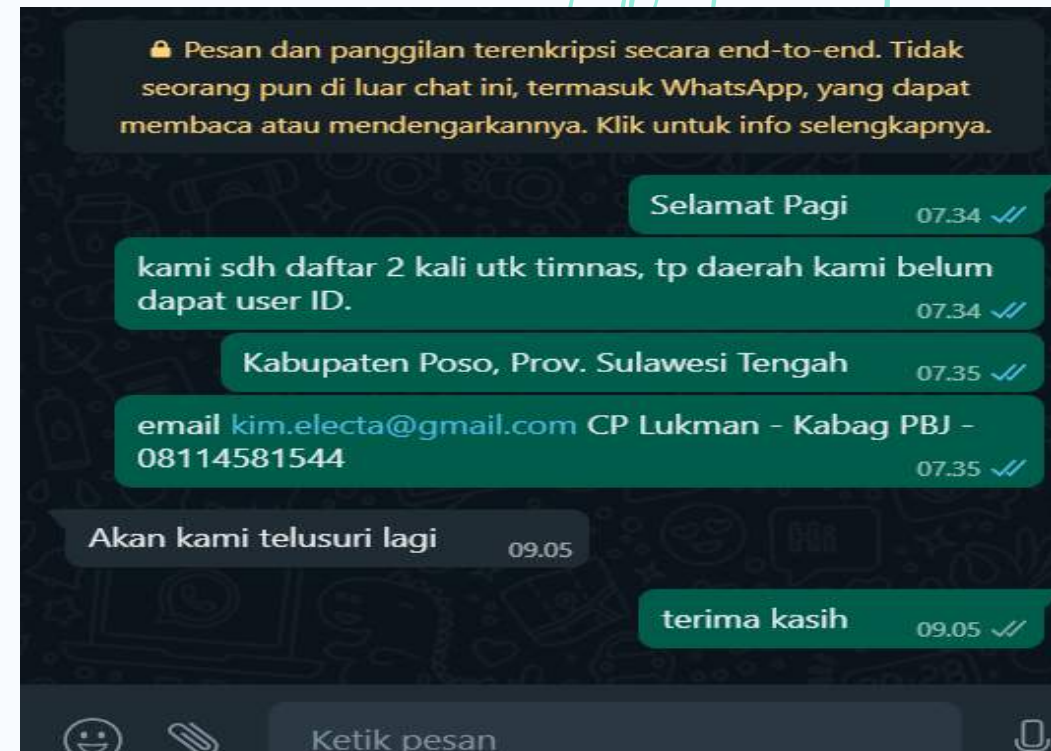 Pesan dan panggilan terenkripsi secara end-to-end. Tidak
seorang pun di luar chat ini, termasuk WhatsApp, yang dapat
membaca atau mendengarkannya. Klik untuk info selengkapnya.
Selamat Pagi 07.34
kami sdh daftar 2 kali utk timnas, tp daerah kami belum
dapat user ID. 07.34
Kabupaten Poso, Prov. Sulawesi Tengah 07.35
email kim.electa@gmail.com CP Lukman - Kabag PBJ -
08114581544 07.35
Akan kami telusuri lagi 09.05
terima kasih 09.05
Ketik pesan